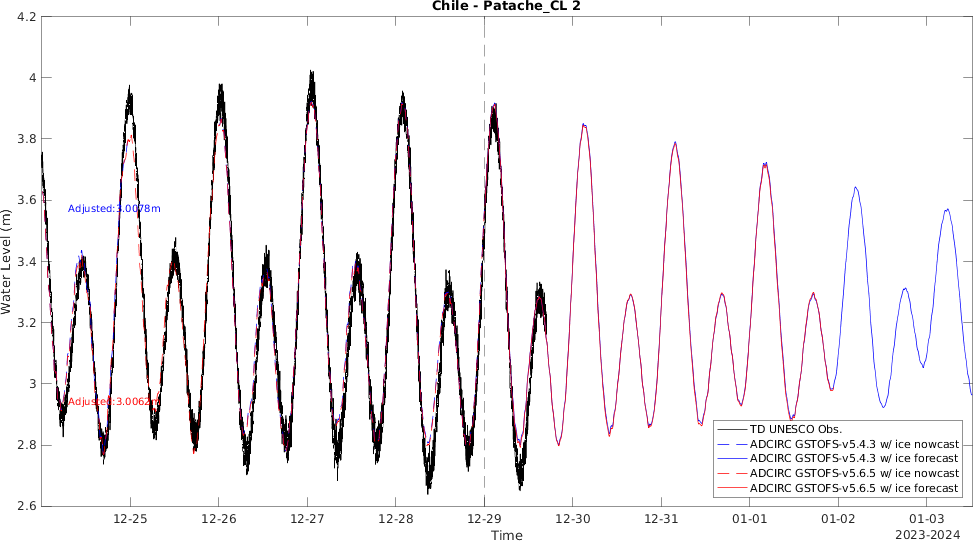 Chile - Patache_CL 2
4.2
4
3.8
3.6
3.4
3.2
3
2.8
2.6
Water Level (m)
Adjusted:3.0078m
Adjusted:3.0062m
TD UNESCO Obs.
ADCIRC GSTOFS-v5.4.3 w/ ice nowcast
ADCIRC GSTOFS-v5.4.3 w/ ice forecast
ADCIRC GSTOFS-v5.6.5 w/ ice nowcast
ADCIRC GSTOFS-v5.6.5 w/ ice forecast
12-25 12-26 12-27 12-28 12-29 12-30 12-31 01-01 01-02 01-03
Time
2023-2024